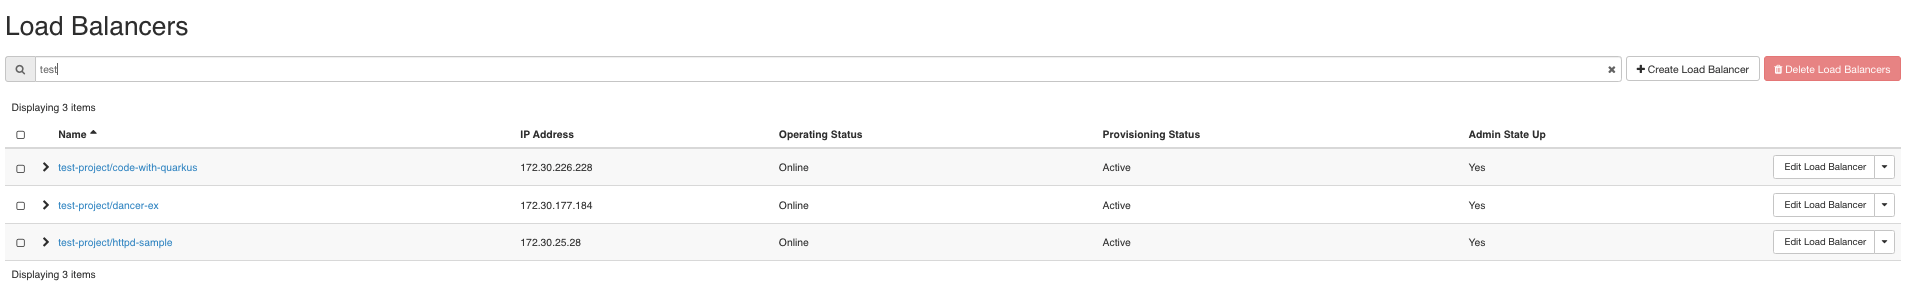 Load Balancers
test
Create Load Balancer
Delete Load Balancers
Displaying 3 items
Name IP Address Operating Status Provisioning Status Admin State Up
test-project/code-with-quarkus 172.30.226.228 Online Active Yes Edit Load Balancer
test-project/dancer-ex 172.30.177.184 Online Active Yes Edit Load Balancer
test-project/httpd-sample 172.30.25.28 Online Active Yes Edit Load Balancer
Displaying 3 items